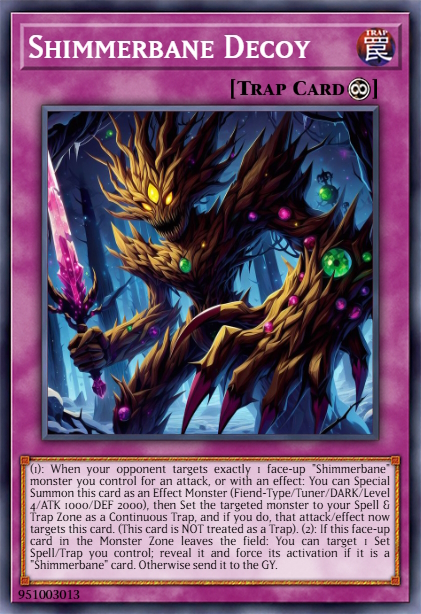 Shimmerbane Decoy
TRAP
罠
[Trap Card]
(1): When your opponent targets exactly 1 face-up "Shimmerbane"
monster you control for an attack, or with an effect: You can Special
Summon this card as an Effect Monster (Fiend-Type/Tuner/DARK/Level
4/ATK 1000/DEF 2000), then Set the targeted monster to your Spell &
Trap Zone as a Continuous Trap, and if you do, that attack/effect now
targets this card. (This card is NOT treated as a Trap). (2): If this face-up
card in the Monster Zone leaves the field: You can target 1 Set
Spell/Trap you control; reveal it and force its activation if it is a
"Shimmerbane" card. Otherwise send it to the GY.
951003013